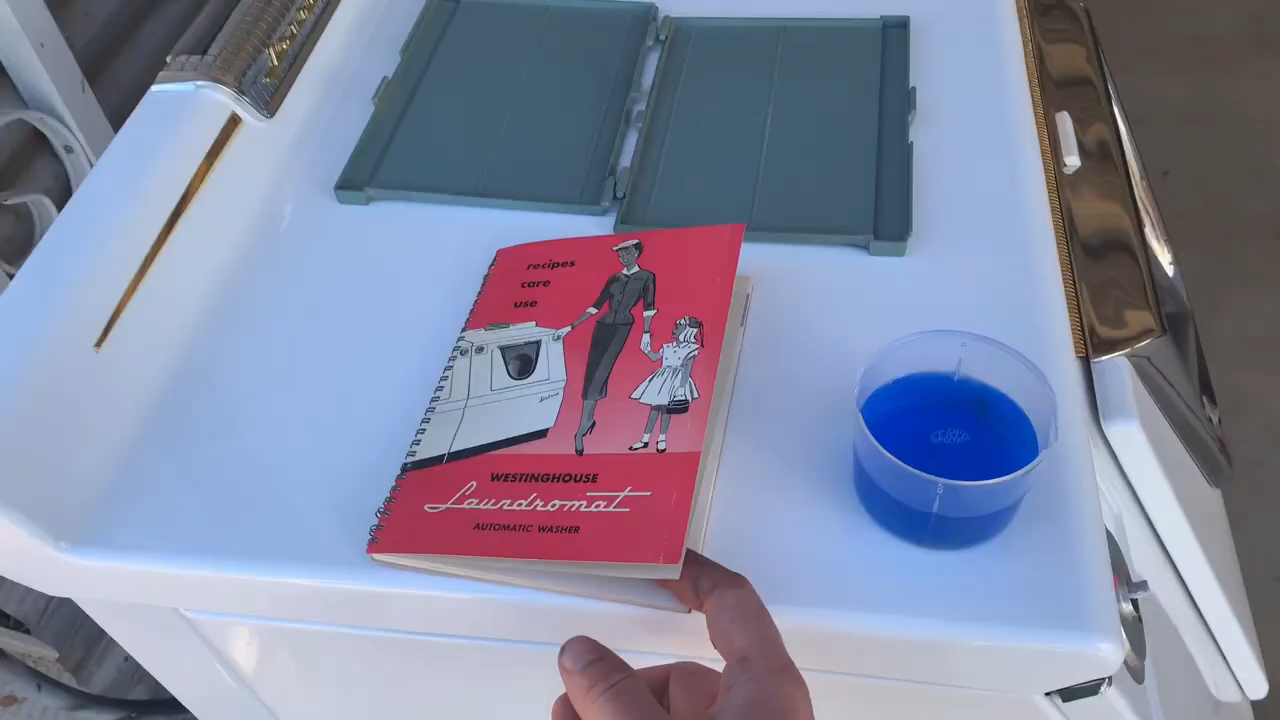 recipes
care
use
WESTINGHOUSE
Laundromat
AUTOMATIC WASHER